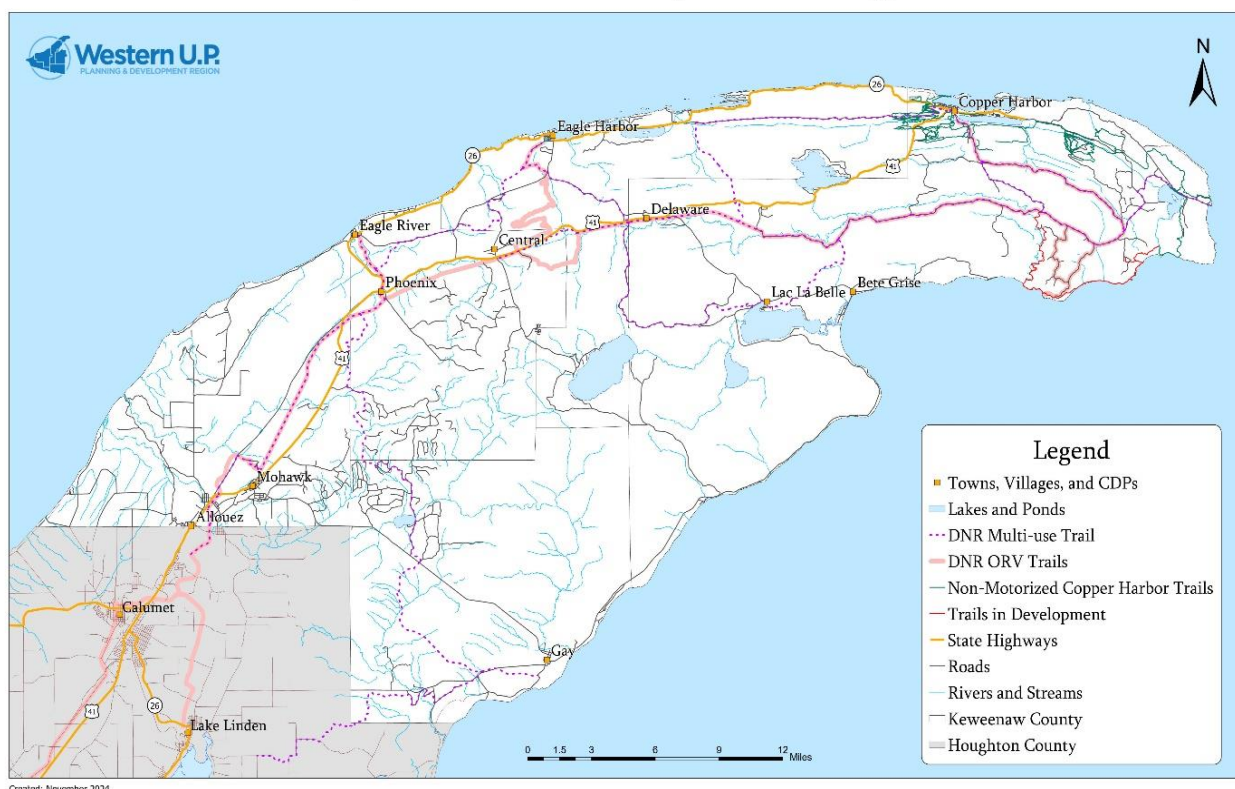 Western U.P.
PLANNING & DEVELOPMENT REGION
N
26
Copper Harbor
Eagle Harbor
26
41
Eagle River
41
Delaware
Central
Phoenix
Lac La Belle
Bete Grise
41
Mohawk
Allouez
Calumet
Gay
41
26
Lake Linden
Legend
Towns, Villages, and CDPs
Lakes and Ponds
DNR Multi-use Trail
DNR ORV Trails
Non-Motorized Copper Harbor Trails
Trails in Development
State Highways
Roads
Rivers and Streams
Keweenaw County
Houghton County
0 1.5 3 6 9 12
Miles
Created: November 2024